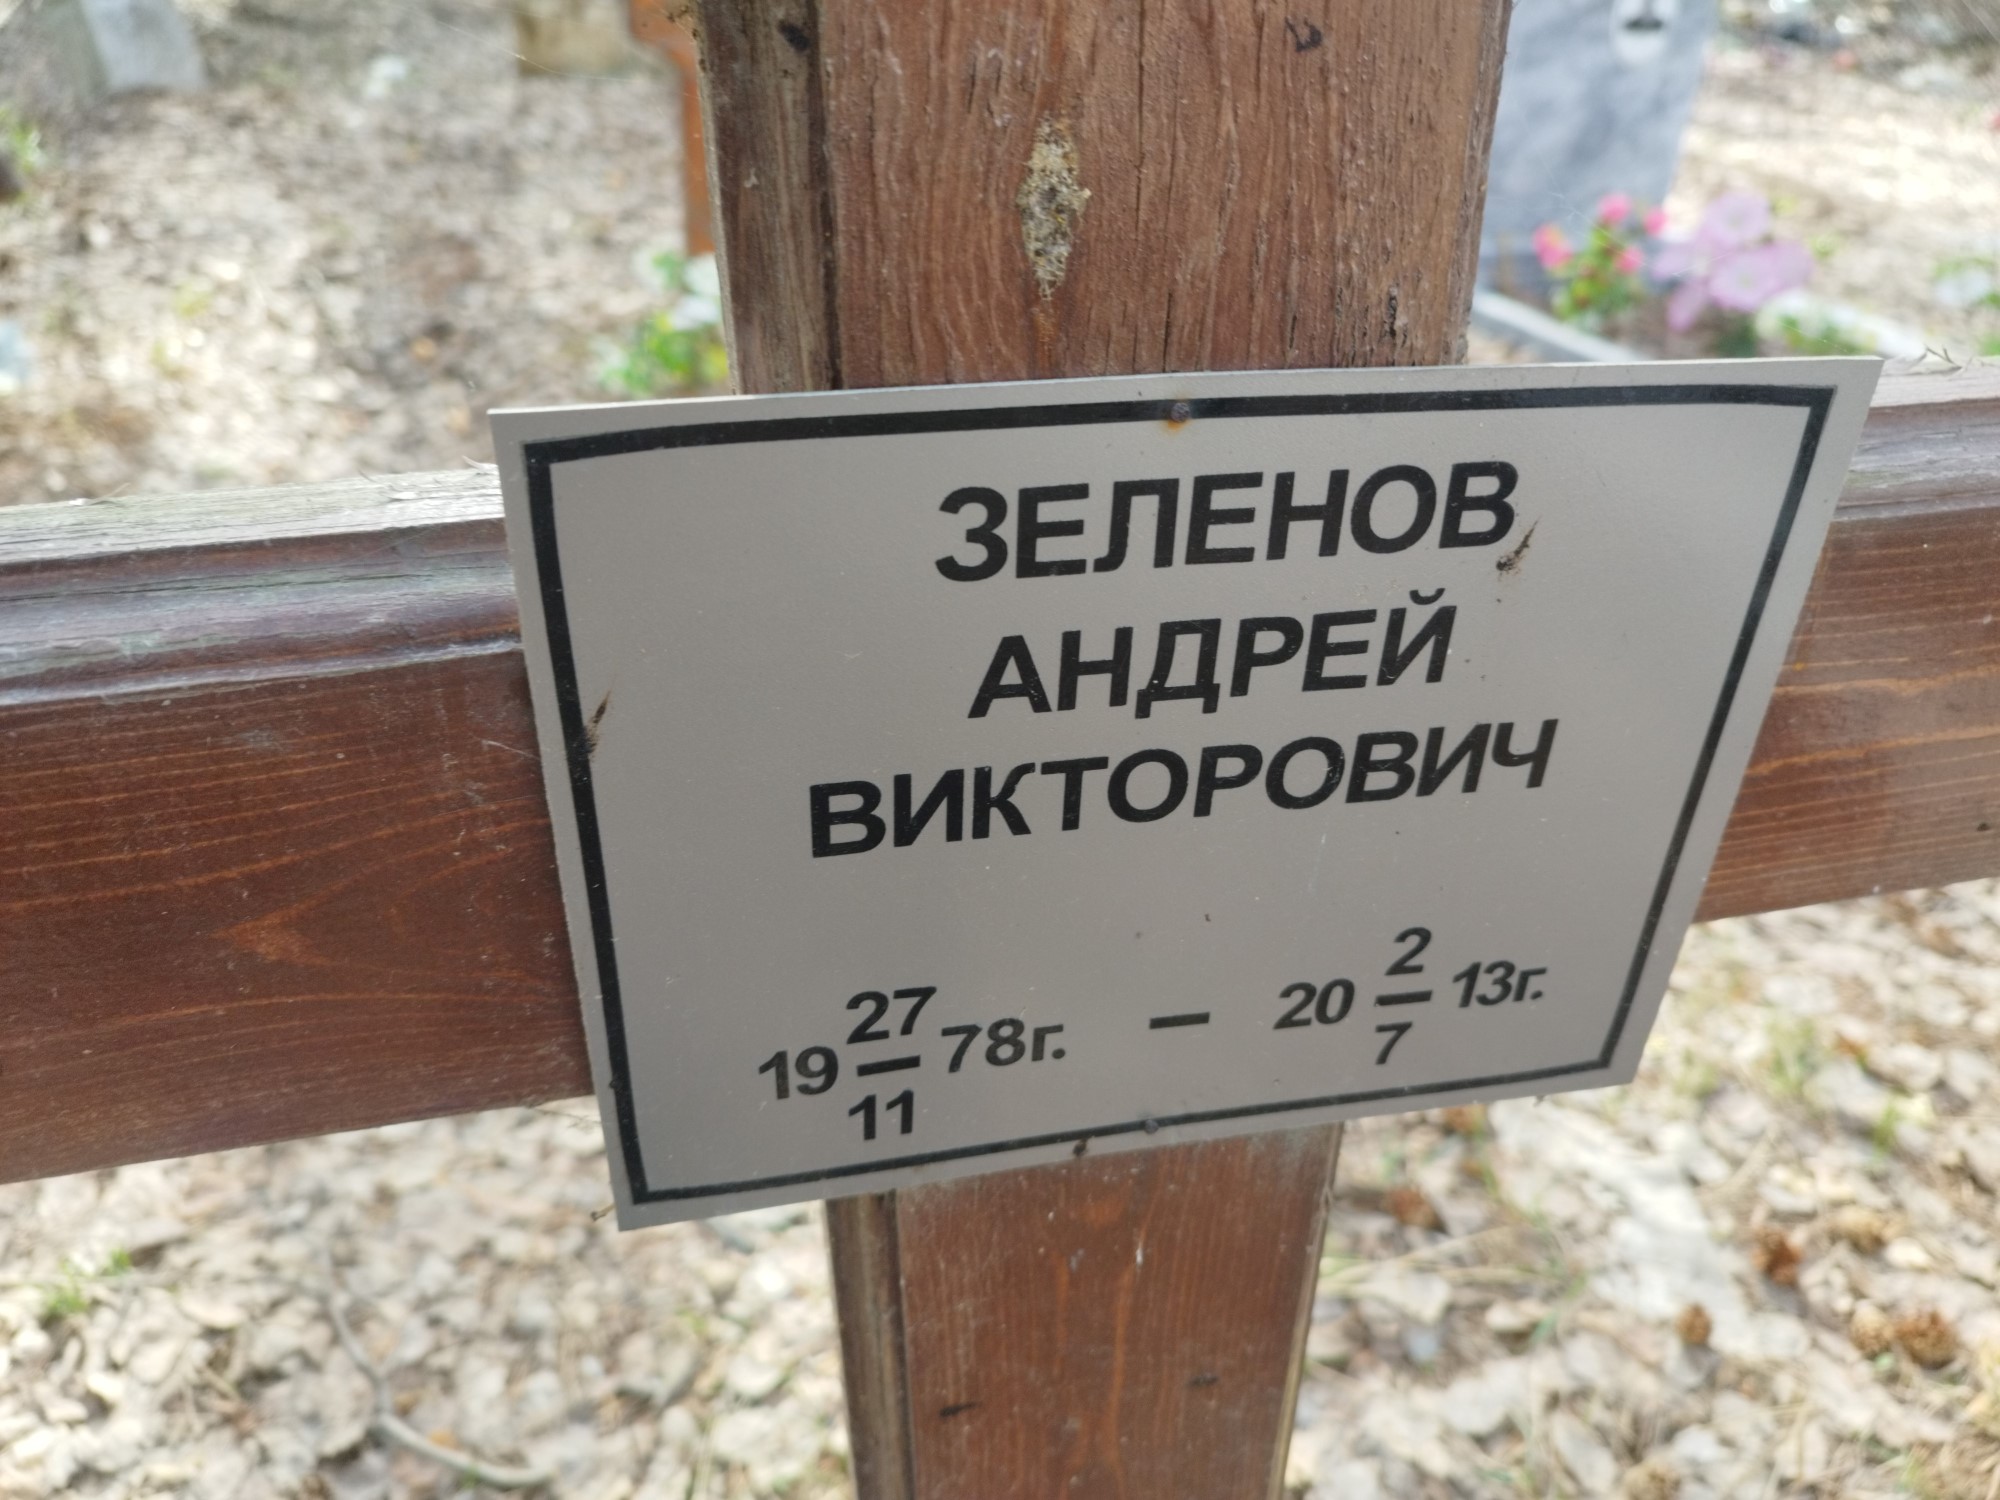 ЗЕЛЕНОВ
АНДРЕЙ
ВИКТОРОВИЧ
19 27/11 78г. — 20 2/7 13г.